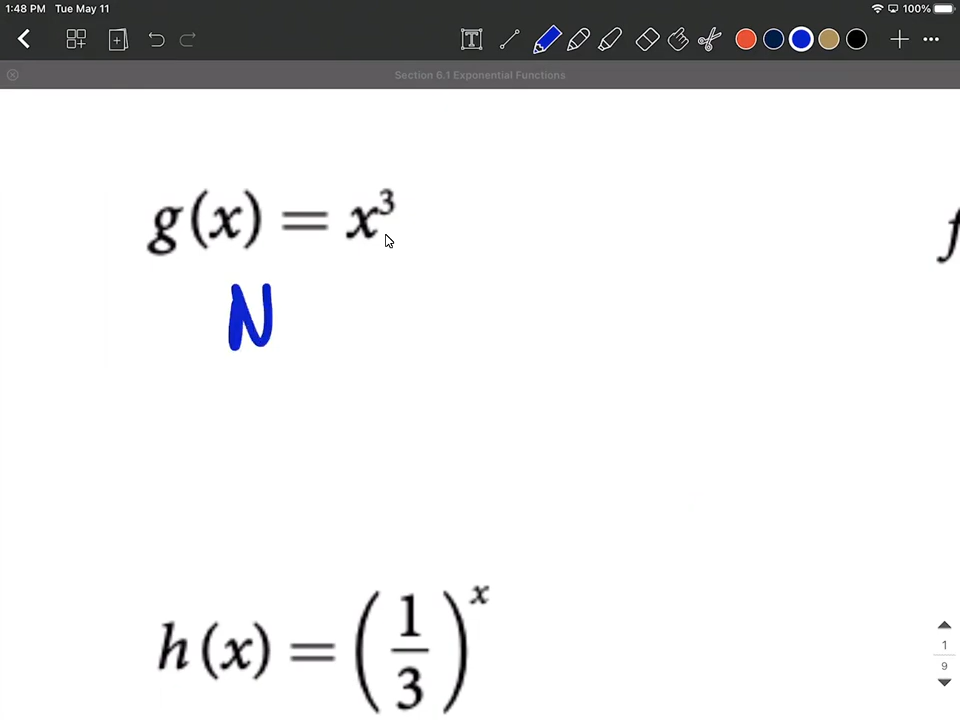 1:48 PM Tue May 11 100%
Section 6.1 Exponential Functions
g(x) = x³ f
N
h(x) = (1/3)^x
1
9